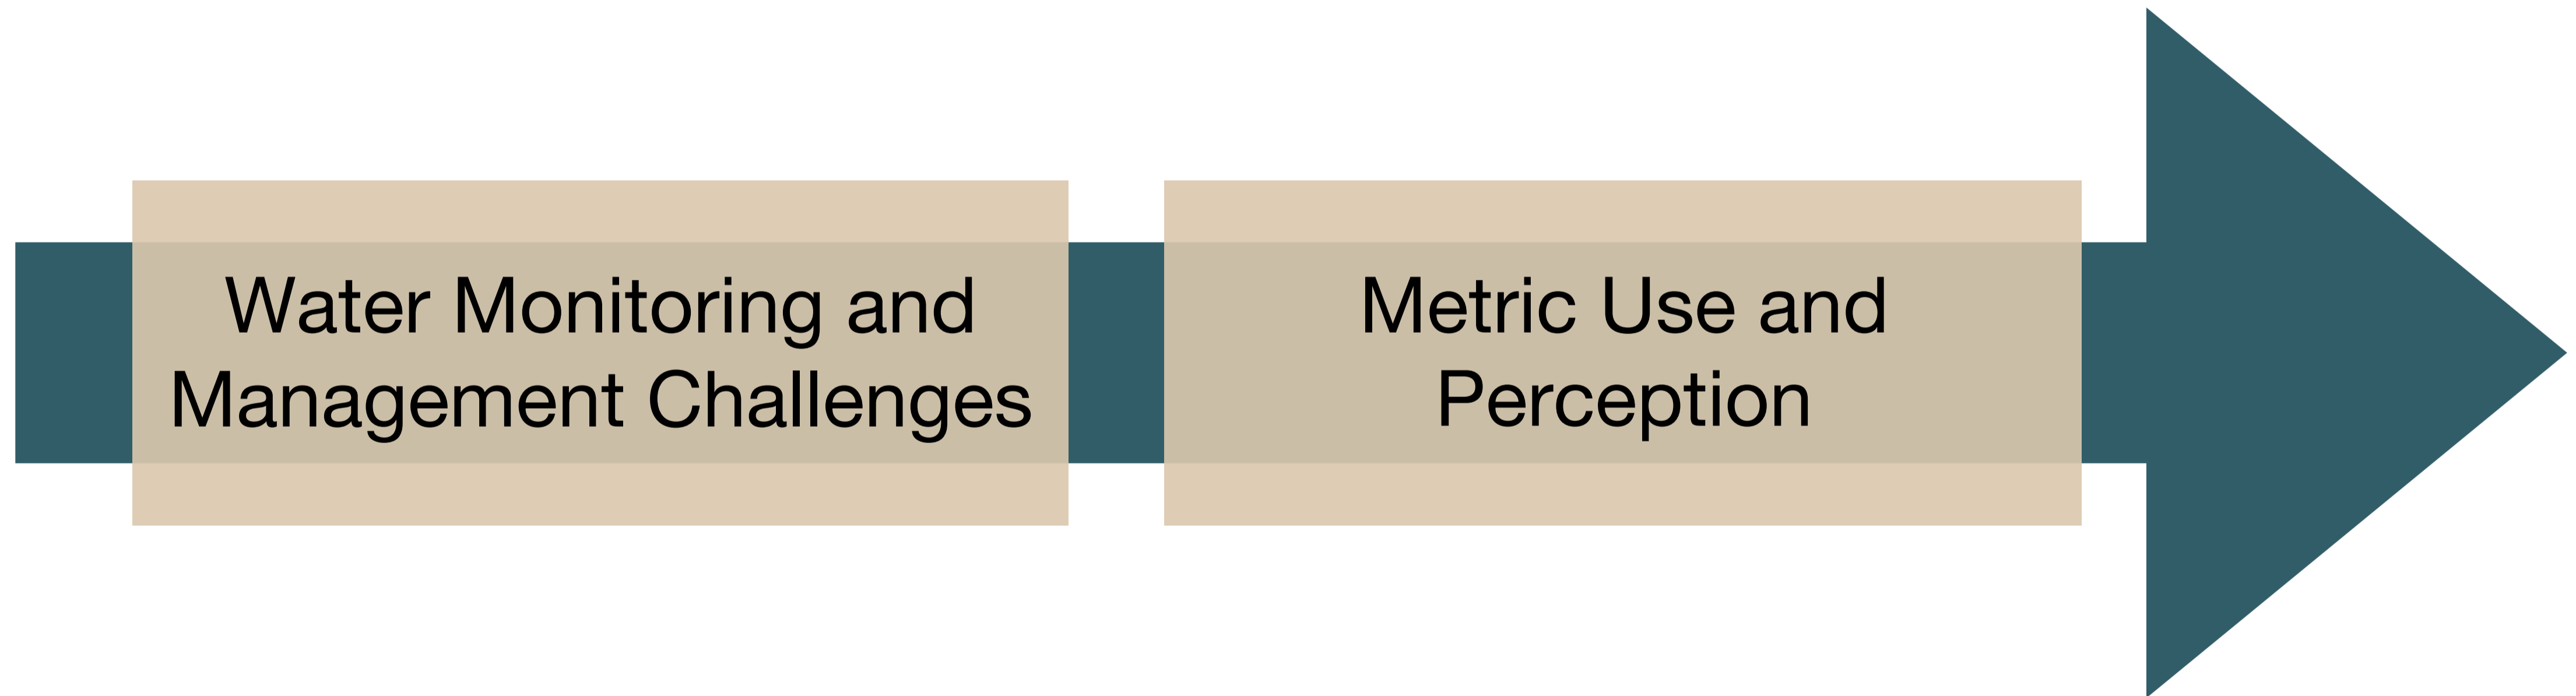 Water Monitoring and
Management Challenges
Metric Use and
Perception